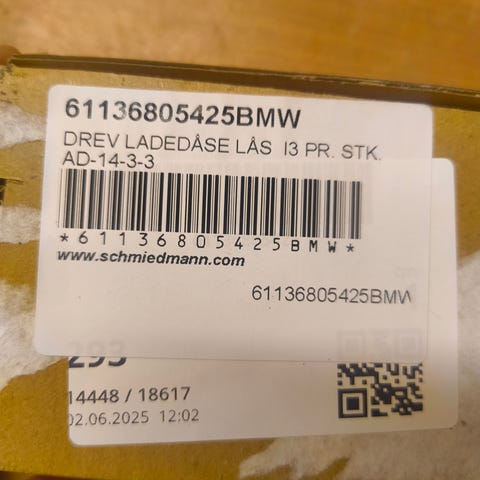 61136805425BMW
DREV LADEDÅSE LÅS I3 PR. STK.
AD-14-3-3
*61136805425BMW*
www.schmiedmann.com
61136805425BMW
293
14448 / 18617
02.06.2025 12:02